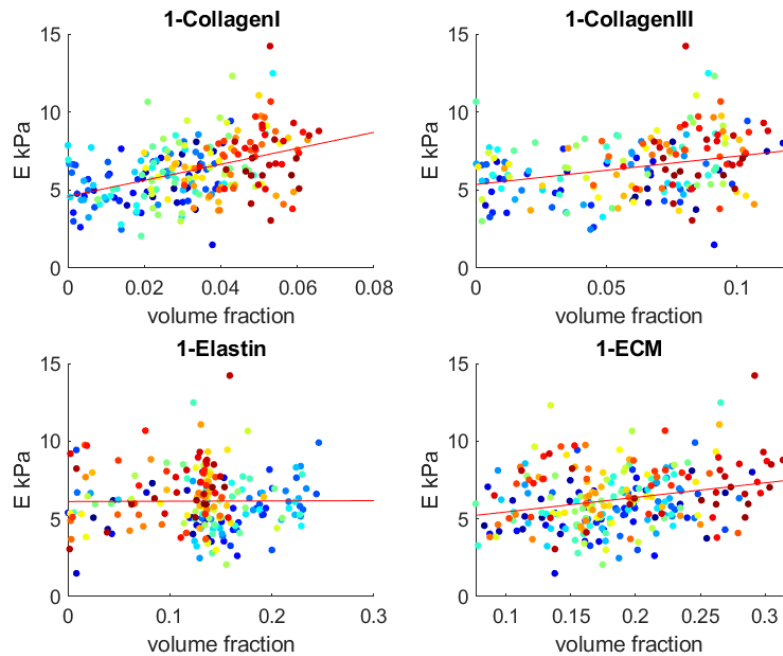 1-CollagenI
15
10
5
0
E kPa
0 0.02 0.04 0.06 0.08
volume fraction
1-CollagenIII
15
10
5
0
E kPa
0 0.05 0.1
volume fraction
1-Elastin
15
10
5
0
E kPa
0 0.1 0.2 0.3
volume fraction
1-ECM
15
10
5
0
E kPa
0.1 0.15 0.2 0.25 0.3
volume fraction